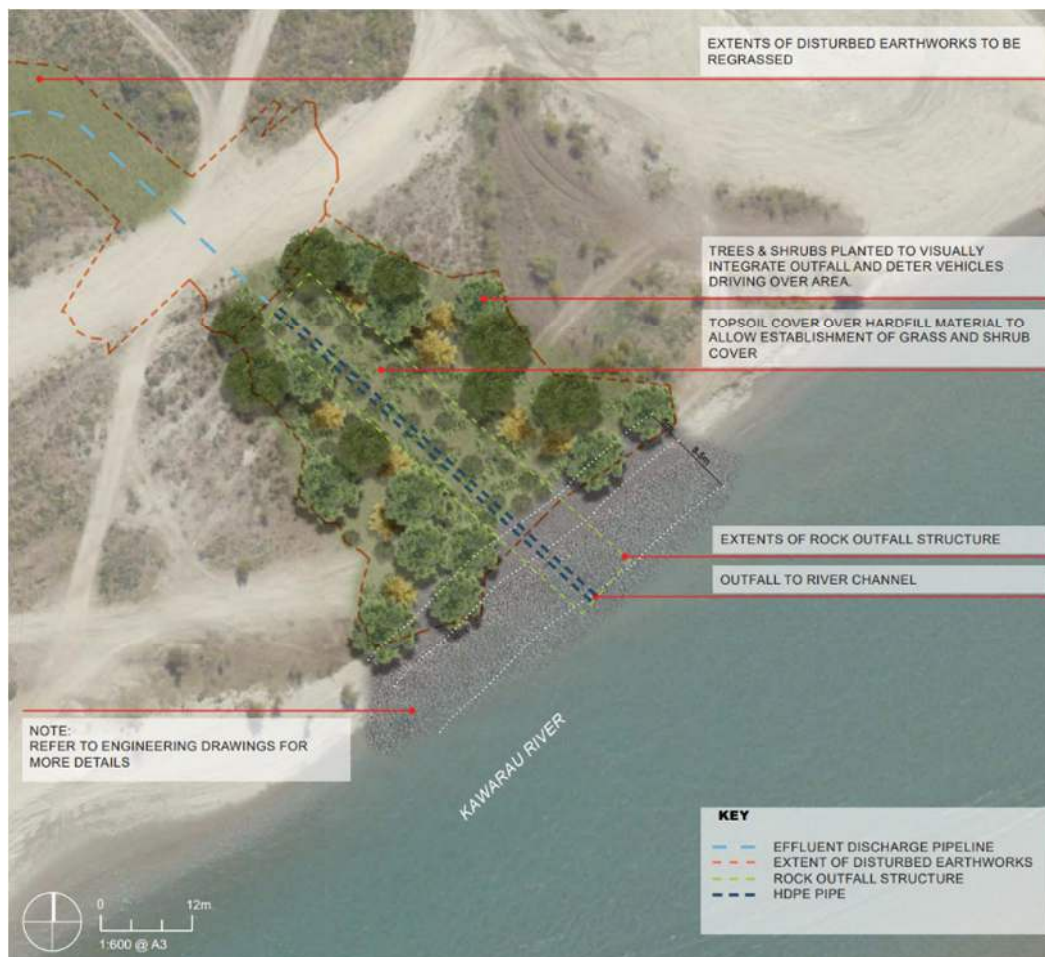 EXTENTS OF DISTURBED EARTHWORKS TO BE
REGRASSED
TREES & SHRUBS PLANTED TO VISUALLY
INTEGRATE OUTFALL AND DETER VEHICLES
DRIVING OVER AREA.
TOPSOIL COVER OVER HARDFILL MATERIAL TO
ALLOW ESTABLISHMENT OF GRASS AND SHRUB
COVER
8.5m
EXTENTS OF ROCK OUTFALL STRUCTURE
OUTFALL TO RIVER CHANNEL
NOTE:
REFER TO ENGINEERING DRAWINGS FOR
MORE DETAILS
KAWARAU RIVER
KEY
EFFLUENT DISCHARGE PIPELINE
EXTENT OF DISTURBED EARTHWORKS
ROCK OUTFALL STRUCTURE
HDPE PIPE
0 12m
1:600 @ A3